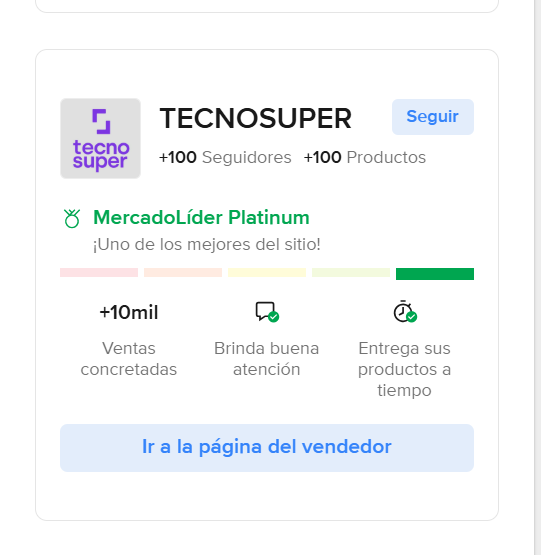 tecno
super
TECNOSUPER
Seguir
+100 Seguidores +100 Productos
MercadoLíder Platinum
¡Uno de los mejores del sitio!
+10mil
Ventas
concretadas
Brinda buena
atención
Entrega sus
productos a
tiempo
Ir a la página del vendedor